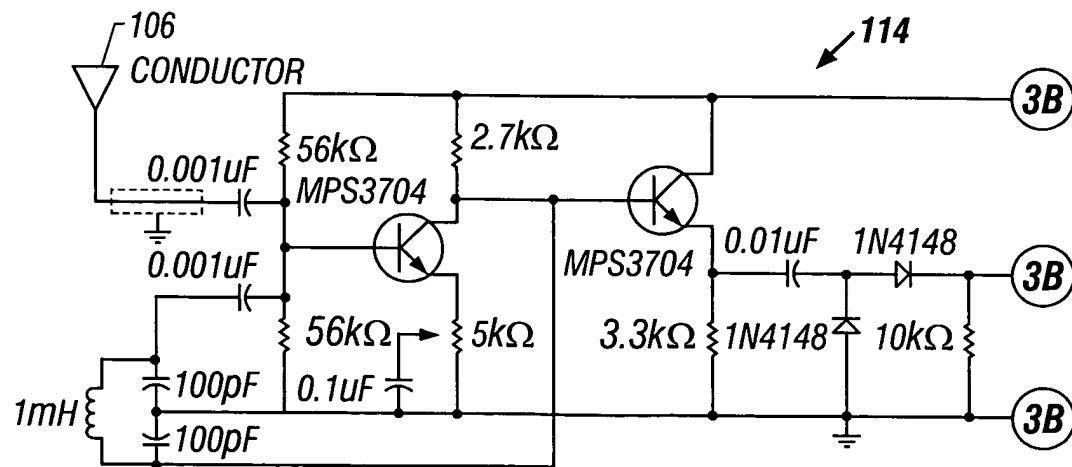 106
CONDUCTOR
114
3B
56kΩ
2.7kΩ
0.001uF
MPS3704
0.001uF
MPS3704
0.01uF
1N4148
3B
56kΩ
5kΩ
3.3kΩ
1N4148
10kΩ
100pF
0.1uF
1mH
100pF
3B